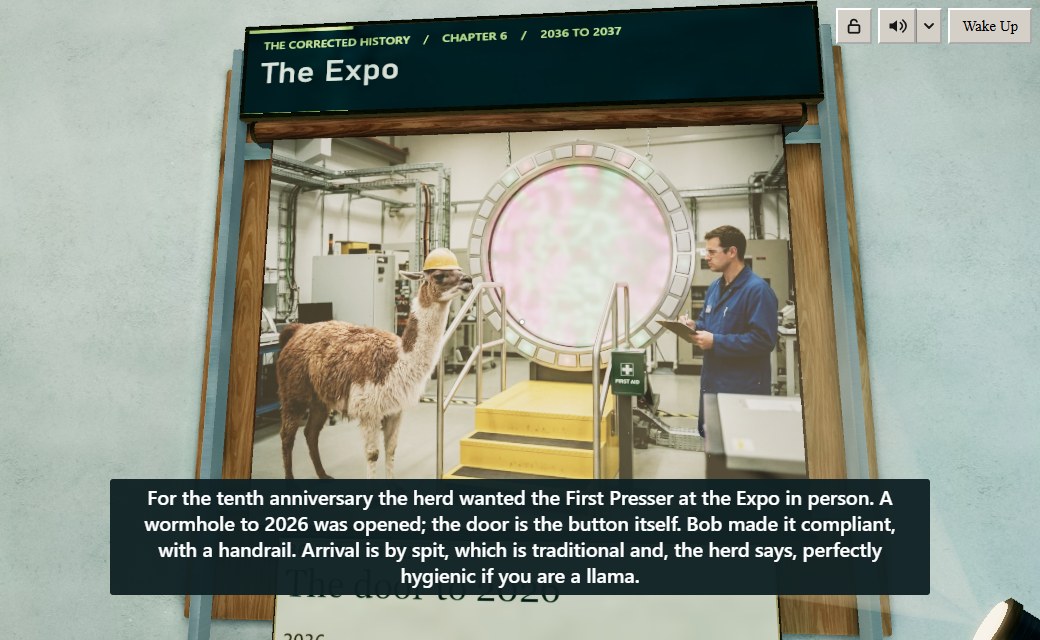 THE CORRECTED HISTORY / CHAPTER 6 / 2036 TO 2037
The Expo
Wake Up
FIRST AID
For the tenth anniversary the herd wanted the First Presser at the Expo in person. A
wormhole to 2026 was opened; the door is the button itself. Bob made it compliant,
with a handrail. Arrival is by spit, which is traditional and, the herd says, perfectly
hygienic if you are a llama.
The door to 2026
2026